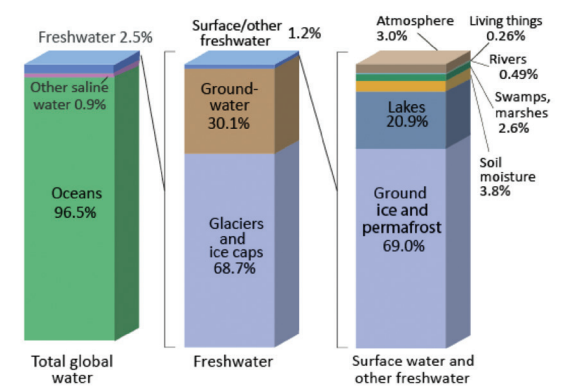 Freshwater 2.5%
Other saline
water 0.9%
Oceans
96.5%
Total global
water
Surface/other
freshwater 1.2%
Ground-
water
30.1%
Glaciers
and
ice caps
68.7%
Freshwater
Atmosphere
3.0%
Living things
0.26%
Rivers
0.49%
Swamps,
marshes
2.6%
Soil
moisture
3.8%
Lakes
20.9%
Ground
ice and
permafrost
69.0%
Surface water and
other freshwater